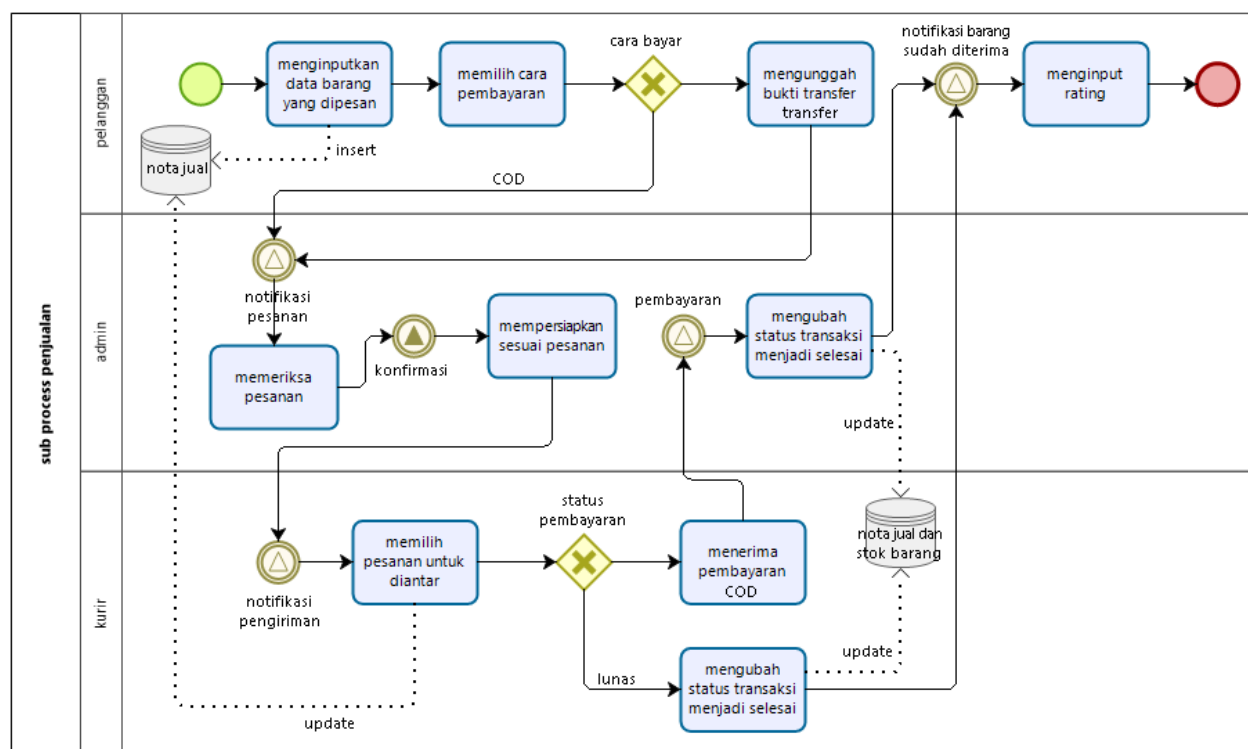 sub process penjualan
pelanggan
menginputkan
data barang
yang dipesan
memilih cara
pembayaran
cara bayar
mengunggah
bukti transfer
transfer
notifikasi barang
sudah diterima
menginput
rating
nota jual
insert
COD
admin
notifikasi
pesanan
memeriksa
pesanan
konfirmasi
mempersiapkan
sesuai pesanan
pembayaran
mengubah
status transaksi
menjadi selesai
update
kurir
notifikasi
pengiriman
memilih
pesanan untuk
diantar
status
pembayaran
menerima
pembayaran
COD
nota jual dan
stok barang
lunas
mengubah
status transaksi
menjadi selesai
update
update